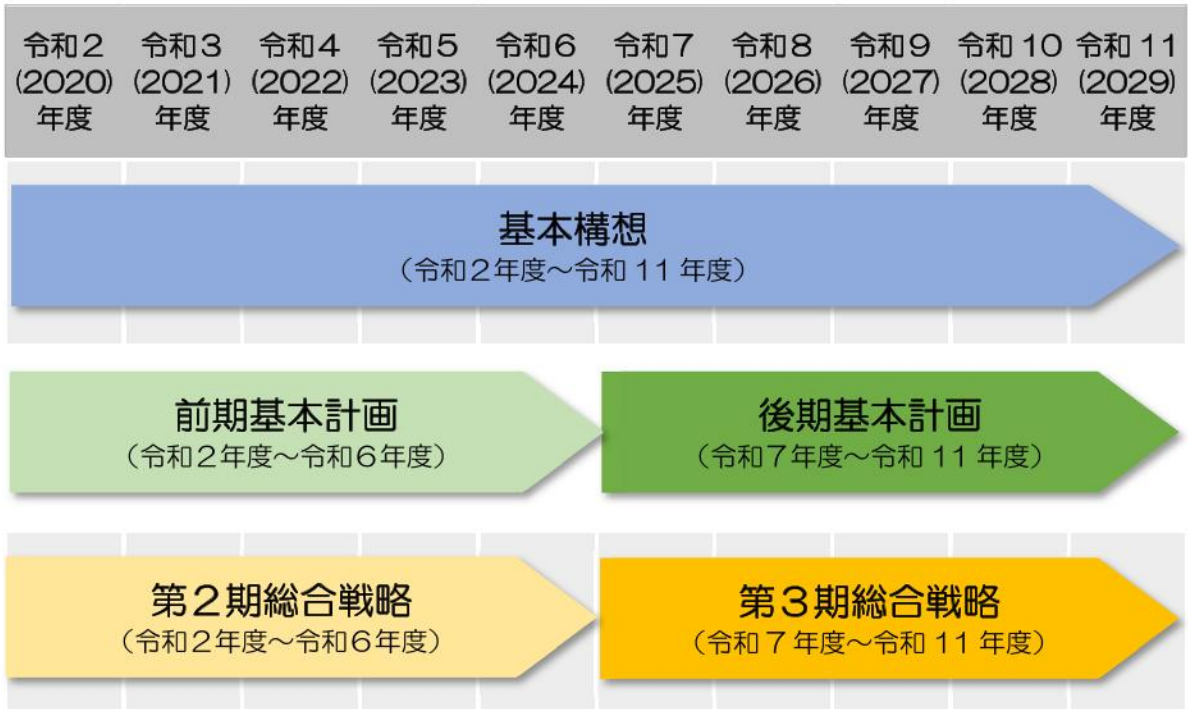 令和2 令和3 令和4 令和5 令和6 令和7 令和8 令和9 令和 10 令和 11
(2020) (2021) (2022) (2023) (2024) (2025) (2026) (2027) (2028) (2029)
年度 年度 年度 年度 年度 年度 年度 年度 年度 年度
基本構想
（令和2年度～令和 11 年度）
前期基本計画 後期基本計画
（令和2年度～令和6年度） （令和7年度～令和 11 年度）
第2期総合戦略 第3期総合戦略
（令和2年度～令和6年度） （令和 7 年度～令和 11 年度）